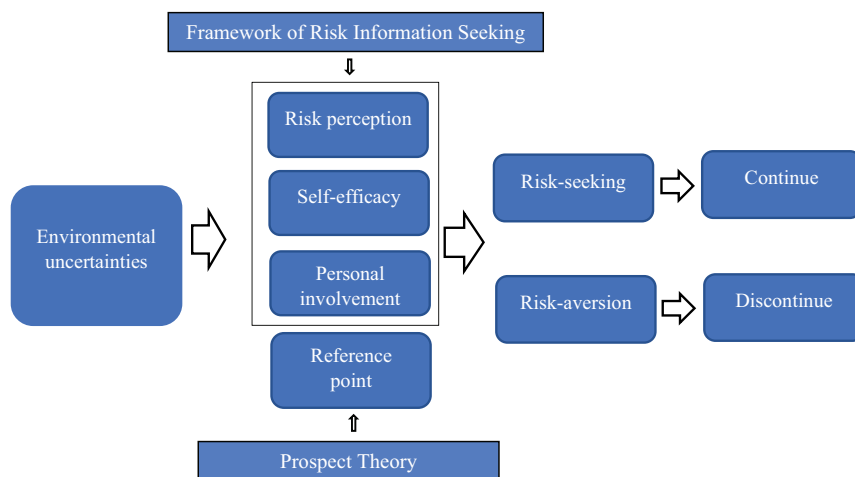 Framework of Risk Information Seeking
Risk perception
Self-efficacy
Personal
involvement
Environmental
uncertainties
Risk-seeking
Continue
Risk-aversion
Discontinue
Reference
point
Prospect Theory